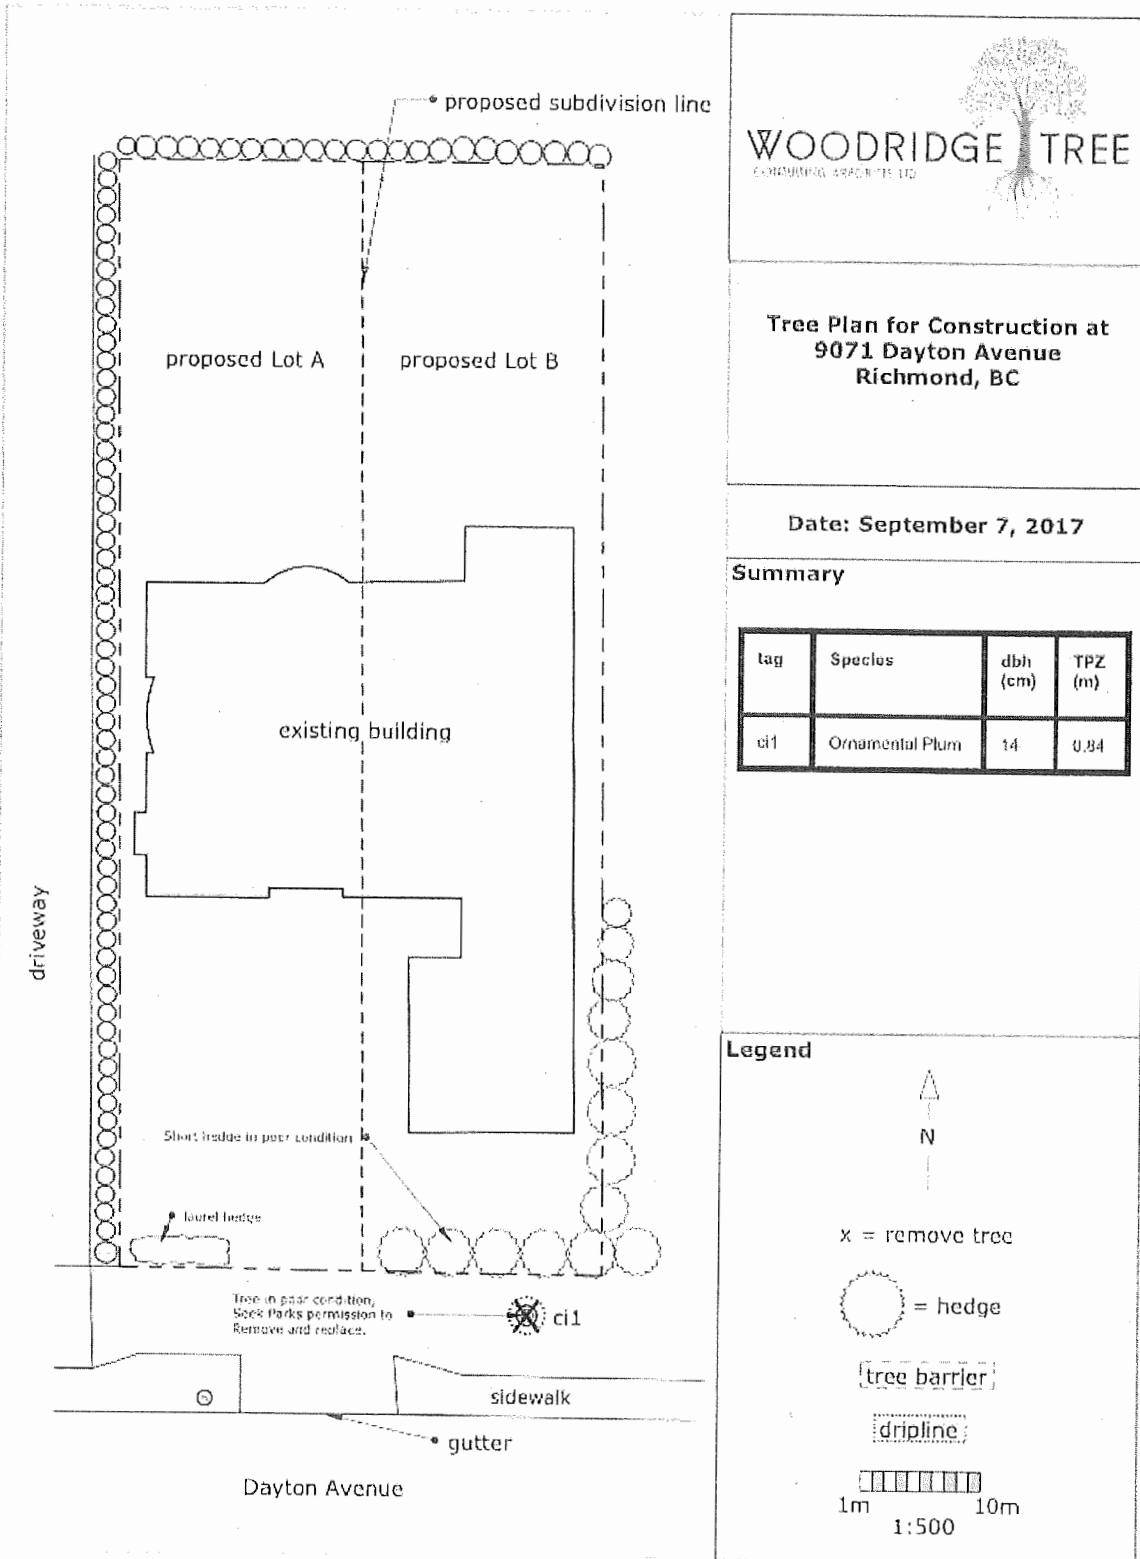 proposed subdivision line
proposed Lot A
proposed Lot B
existing building
driveway
Short hedge in poor condition
laurel hedge
Tree in poor condition,
Seek Parks permission to
Remove and replace.
ci1
sidewalk
gutter
Dayton Avenue
WOODRIDGE TREE
CONSULTING ARBORISTS LTD
Tree Plan for Construction at
9071 Dayton Avenue
Richmond, BC
Date: September 7, 2017
Summary
tag Species dbh (cm) TPZ (m)
ci1 Ornamental Plum 14 0.84
Legend
N
x = remove tree
= hedge
tree barrier
dripline
1m 10m
1:500